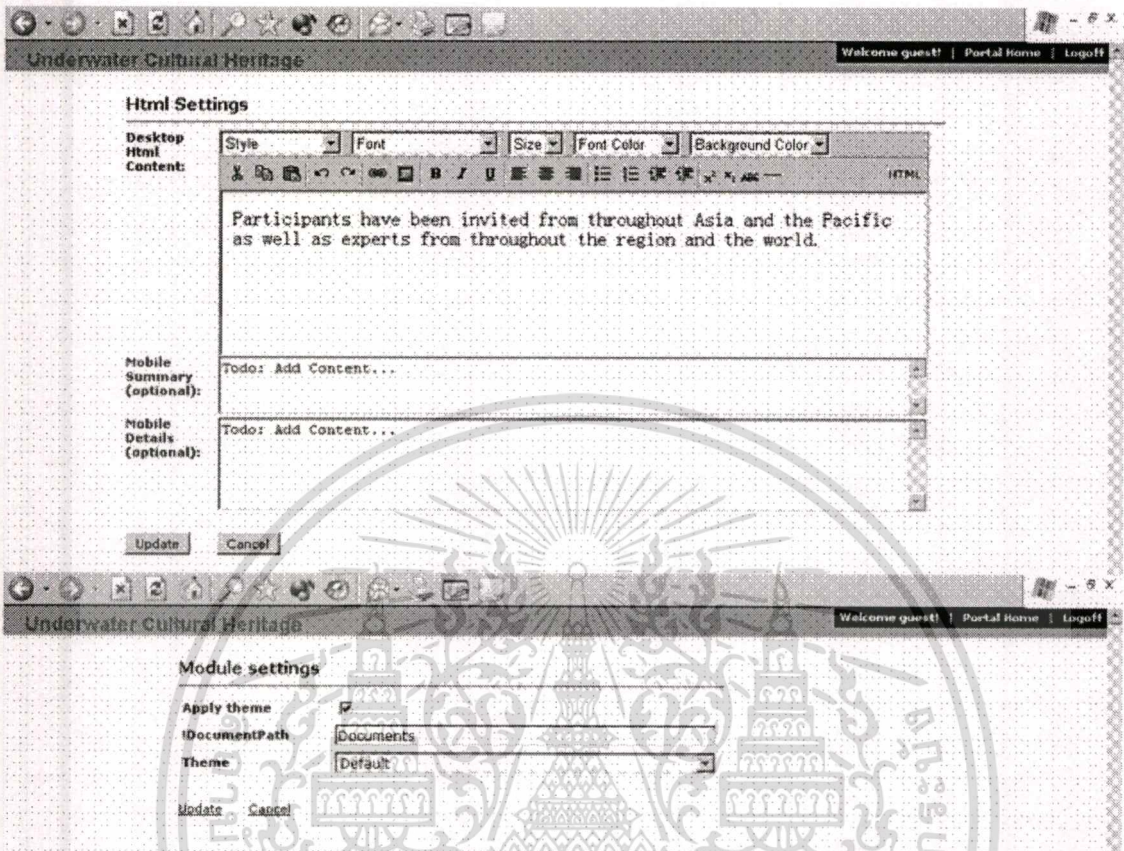 Underwater Cultural Heritage
Welcome guest! | Portal Home | Logoff
Html Settings
Desktop Html Content:
Style Font Size Font Color Background Color
B I U x² x₁ ABC HTML
Participants have been invited from throughout Asia and the Pacific
as well as experts from throughout the region and the world.
Mobile Summary (optional):
Todo: Add Content...
Mobile Details (optional):
Todo: Add Content...
Update Cancel
Underwater Cultural Heritage
Welcome guest! | Portal Home | Logoff
Module settings
Apply theme
!DocumentPath Documents
Theme Default
Update Cancel